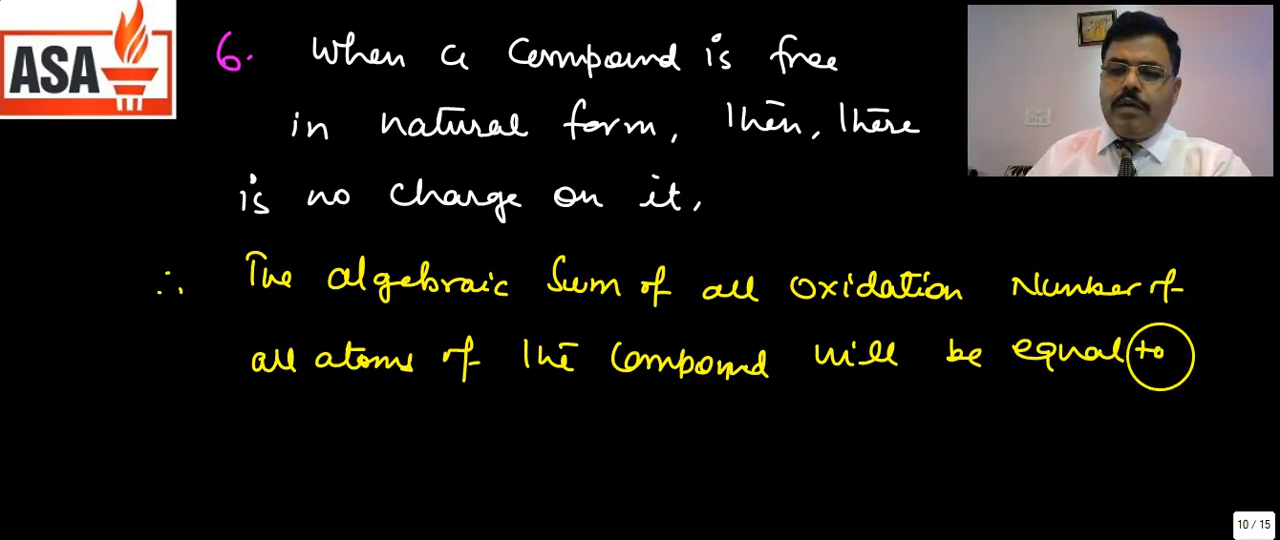 ASA
6. When a Compound is free
in natural form, Then, There
is no charge on it,
∴ The algebraic Sum of all oxidation Number of
all atoms of The Compound will be equal to
10 / 15